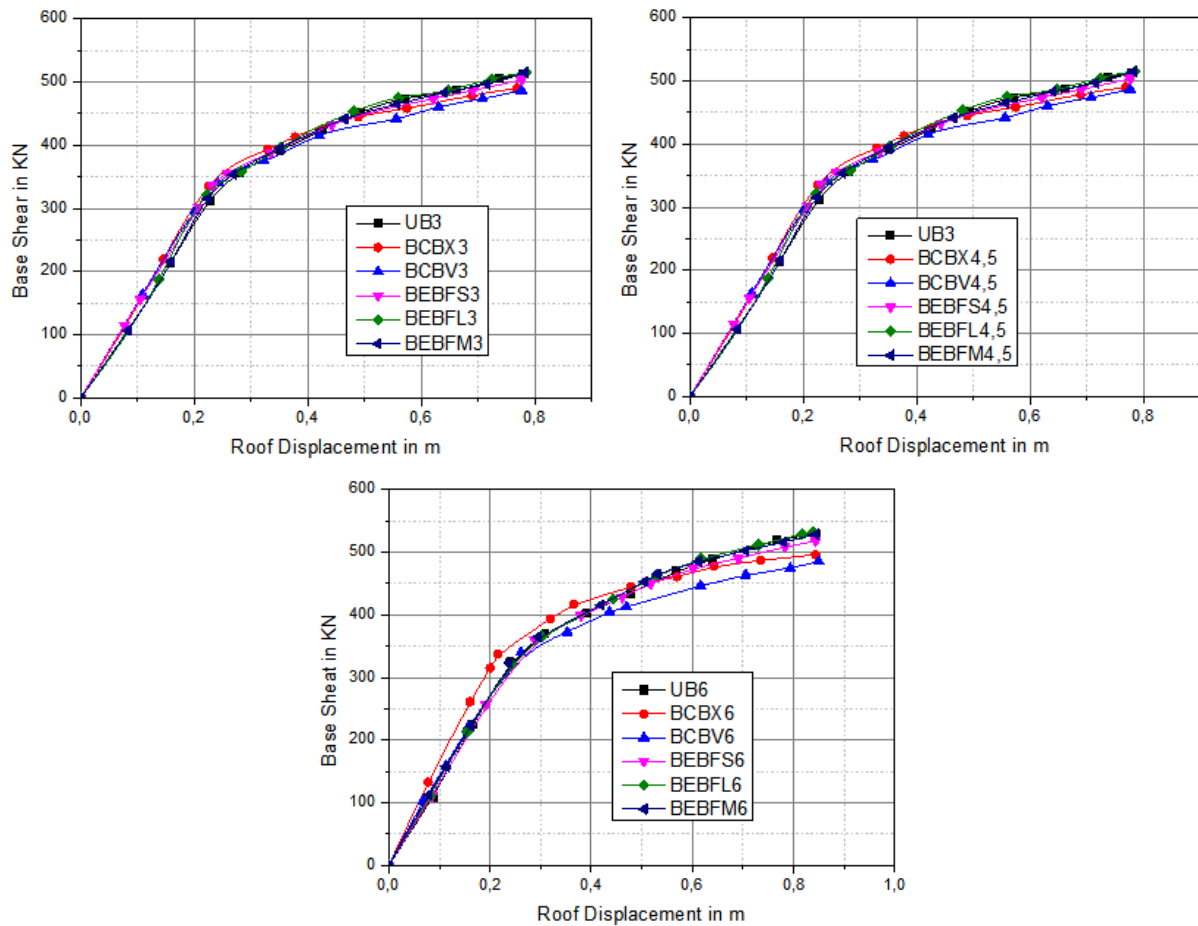 600
500
400
300
200
100
0
Base Shear in KN
UB3
BCBX3
BCBV3
BEBFS3
BEBFL3
BEBFM3
0,0 0,2 0,4 0,6 0,8
Roof Displacement in m
600
500
400
300
200
100
0
Base Shear in KN
UB3
BCBX4,5
BCBV4,5
BEBFS4,5
BEBFL4,5
BEBFM4,5
0,0 0,2 0,4 0,6 0,8
Roof Displacement in m
600
500
400
300
200
100
0
Base Sheat in KN
UB6
BCBX6
BCBV6
BEBFS6
BEBFL6
BEBFM6
0,0 0,2 0,4 0,6 0,8 1,0
Roof Displacement in m